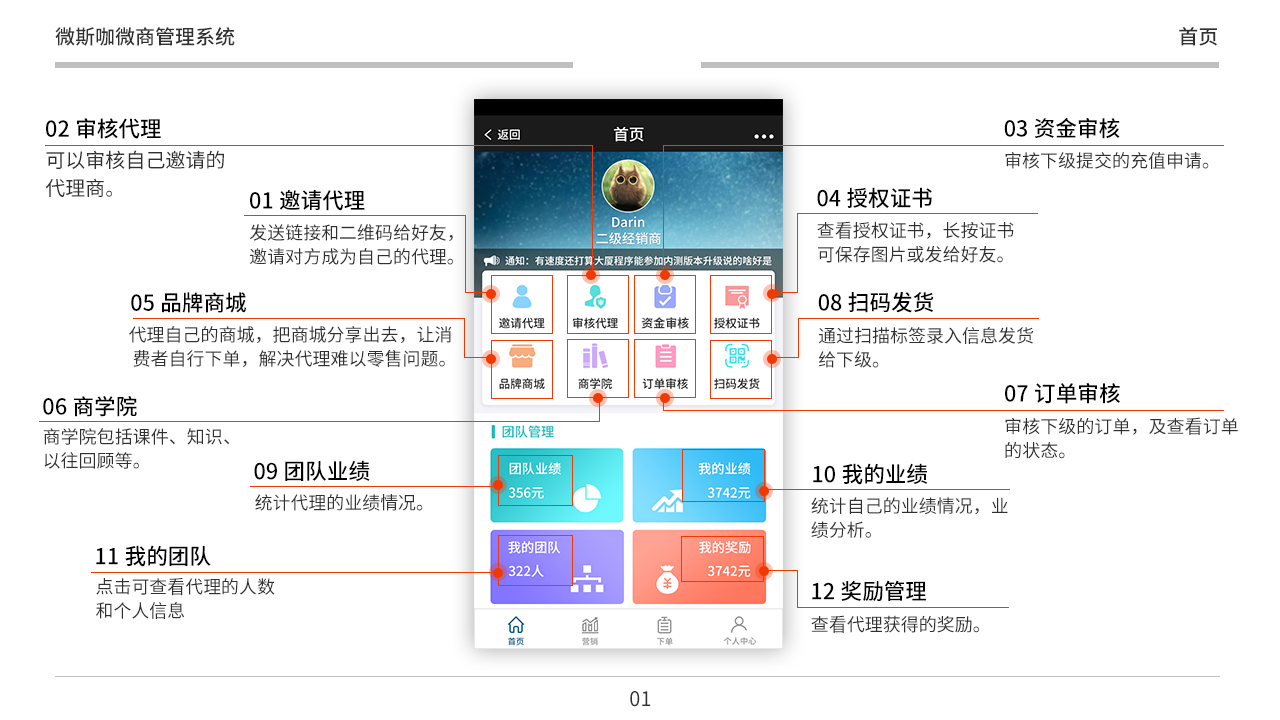 微斯咖微商管理系统
首页
02 审核代理
可以审核自己邀请的
代理商。
01 邀请代理
发送链接和二维码给好友，
邀请对方成为自己的代理。
05 品牌商城
代理自己的商城，把商城分享出去，让消
费者自行下单，解决代理难以零售问题。
06 商学院
商学院包括课件、知识、
以往回顾等。
09 团队业绩
统计代理的业绩情况。
11 我的团队
点击可查看代理的人数
和个人信息
返回
首页
Darin
二级经销商
通知：有速度还打算大厦程序能参加内测版本升级说的啥好是
邀请代理
审核代理
资金审核
授权证书
品牌商城
商学院
订单审核
扫码发货
团队管理
团队业绩
356元
我的业绩
3742元
我的团队
322人
我的奖励
3742元
首页
营销
下单
个人中心
03 资金审核
审核下级提交的充值申请。
04 授权证书
查看授权证书，长按证书
可保存图片或发给好友。
08 扫码发货
通过扫描标签录入信息发货
给下级。
07 订单审核
审核下级的订单，及查看订单
的状态。
10 我的业绩
统计自己的业绩情况，业
绩分析。
12 奖励管理
查看代理获得的奖励。
01